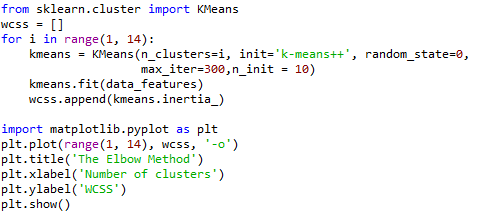 from sklearn.cluster import KMeans
wcss = []
for i in range(1, 14):
    kmeans = KMeans(n_clusters=i, init='k-means++', random_state=0,
                    max_iter=300,n_init = 10)
    kmeans.fit(data_features)
    wcss.append(kmeans.inertia_)

import matplotlib.pyplot as plt
plt.plot(range(1, 14), wcss, '-o')
plt.title('The Elbow Method')
plt.xlabel('Number of clusters')
plt.ylabel('WCSS')
plt.show()